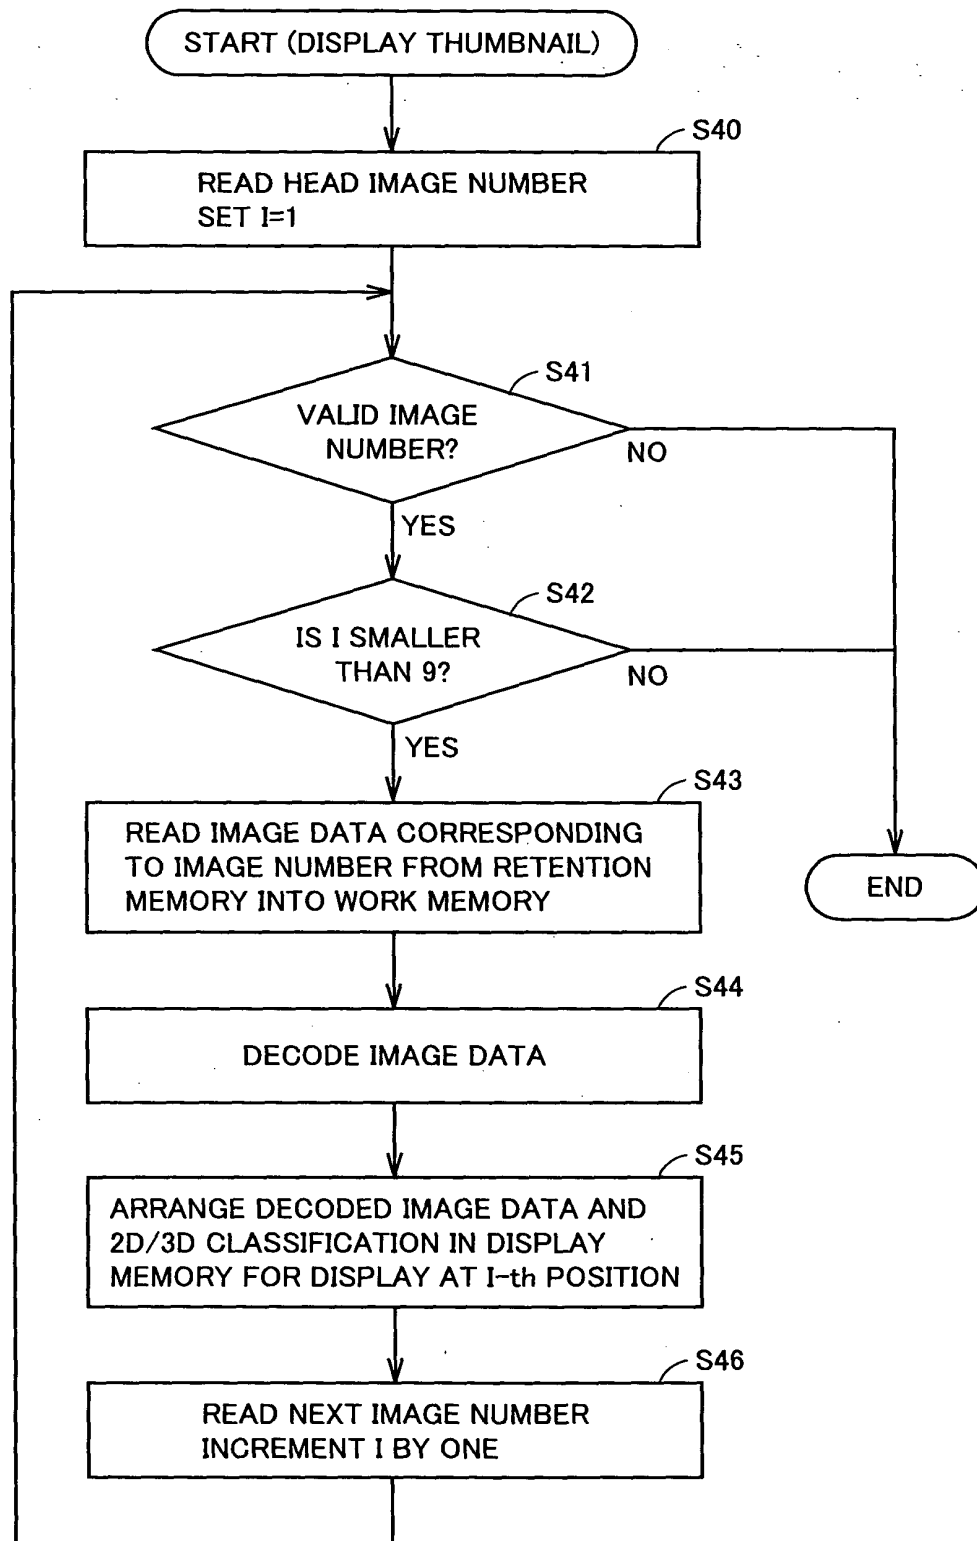 START (DISPLAY THUMBNAIL)
S40
READ HEAD IMAGE NUMBER
SET I=1
S41
VALID IMAGE
NUMBER?
NO
YES
S42
IS I SMALLER
THAN 9?
NO
YES
S43
READ IMAGE DATA CORRESPONDING
TO IMAGE NUMBER FROM RETENTION
MEMORY INTO WORK MEMORY
END
S44
DECODE IMAGE DATA
S45
ARRANGE DECODED IMAGE DATA AND
2D/3D CLASSIFICATION IN DISPLAY
MEMORY FOR DISPLAY AT I-th POSITION
S46
READ NEXT IMAGE NUMBER
INCREMENT I BY ONE